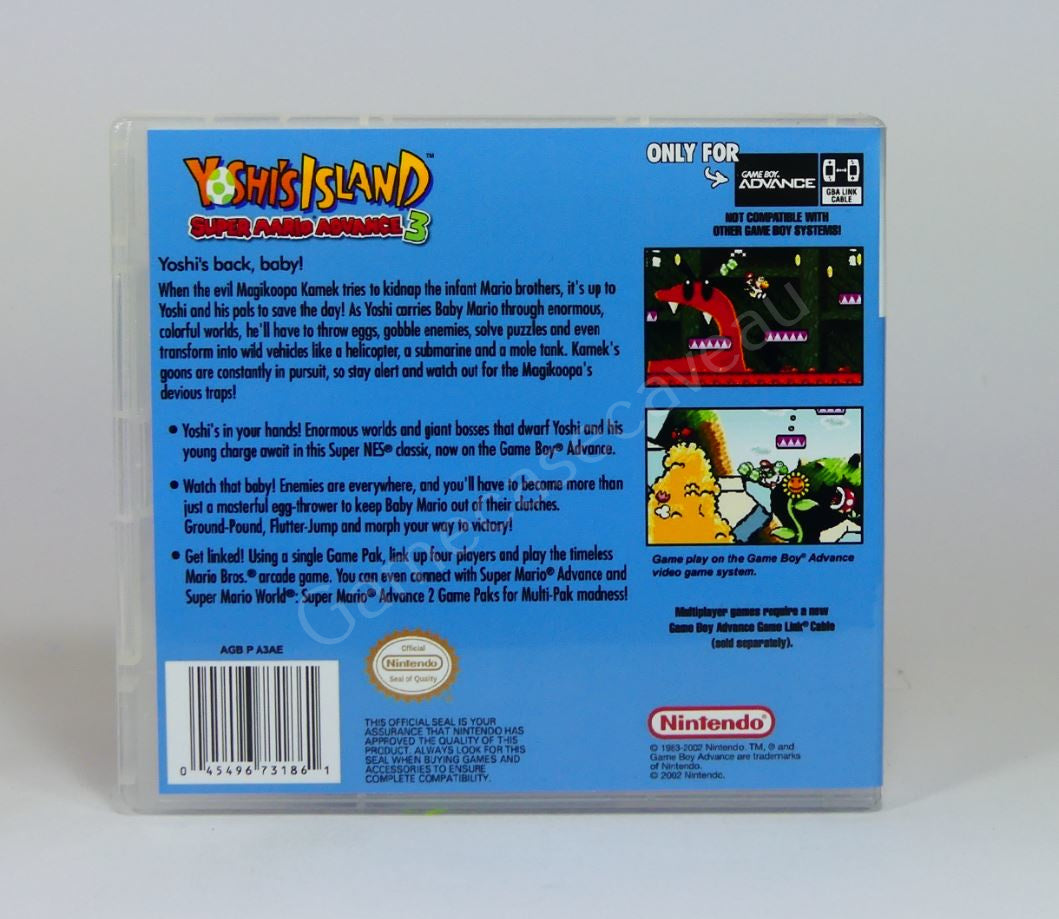 YOSHI'S ISLAND™
SUPER MARIO® ADVANCE 3
Yoshi's back, baby!
When the evil Magikoopa Kamek tries to kidnap the infant Mario brothers, it's up to
Yoshi and his pals to save the day! As Yoshi carries Baby Mario through enormous,
colorful worlds, he'll have to throw eggs, gobble enemies, solve puzzles and even
transform into wild vehicles like a helicopter, a submarine and a mole tank. Kamek's
goons are constantly in pursuit, so stay alert and watch out for the Magikoopa's
devious traps!
• Yoshi's in your hands! Enormous worlds and giant bosses that dwarf Yoshi and his
young charge await in this Super NES® classic, now on the Game Boy® Advance.
• Watch that baby! Enemies are everywhere, and you'll have to become more than
just a masterful egg-thrower to keep Baby Mario out of their clutches.
Ground-Pound, Flutter-Jump and morph your way to victory!
• Get linked! Using a single Game Pak, link up four players and play the timeless
Mario Bros.® arcade game. You can even connect with Super Mario® Advance and
Super Mario World®: Super Mario® Advance 2 Game Paks for Multi-Pak madness!
AGB P A3AE
0 45496 73186 1
Official
Nintendo
Seal of Quality
THIS OFFICIAL SEAL IS YOUR
ASSURANCE THAT NINTENDO HAS
APPROVED THE QUALITY OF THIS
PRODUCT. ALWAYS LOOK FOR THIS
SEAL WHEN BUYING GAMES AND
ACCESSORIES TO ENSURE
COMPLETE COMPATIBILITY.
ONLY FOR
GAME BOY
ADVANCE
GBA LINK
CABLE
NOT COMPATIBLE WITH
OTHER GAME BOY SYSTEMS!
Game play on the Game Boy® Advance
video game system.
Multiplayer games require a new
Game Boy Advance Game Link® Cable
(sold separately).
Nintendo®
© 1983-2002 Nintendo. TM, ® and
Game Boy Advance are trademarks
of Nintendo.
© 2002 Nintendo.
Gamecasecaveau